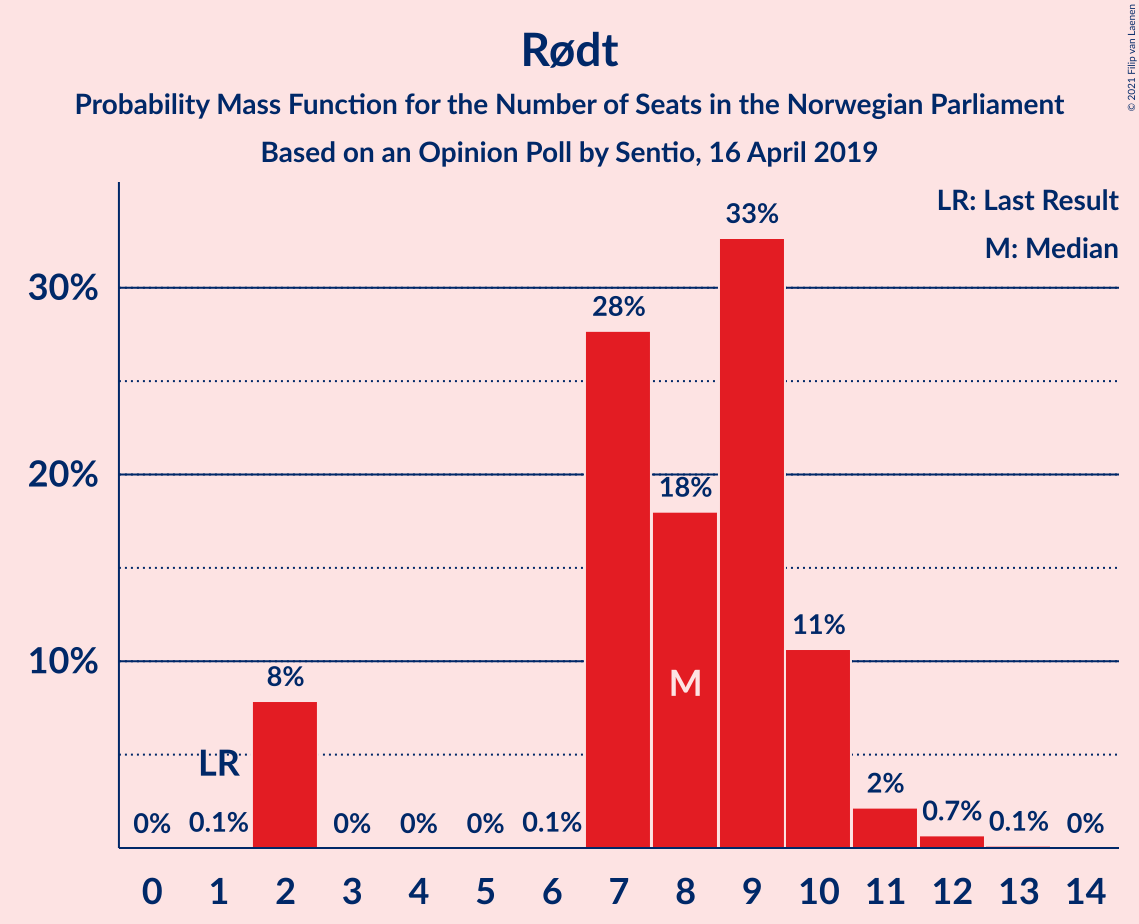 Rødt
Probability Mass Function for the Number of Seats in the Norwegian Parliament
Based on an Opinion Poll by Sentio, 16 April 2019
© 2021 Filip van Laenen
LR: Last Result
M: Median
30%
20%
10%
0%
0.1%
8%
0%
0%
0%
0.1%
28%
18%
33%
11%
2%
0.7%
0.1%
0%
LR
M
0 1 2 3 4 5 6 7 8 9 10 11 12 13 14